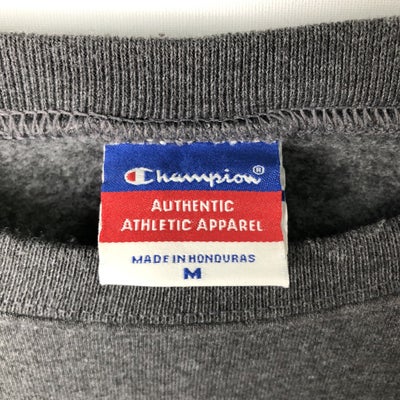 Champion®
AUTHENTIC
ATHLETIC APPAREL
MADE IN HONDURAS
M